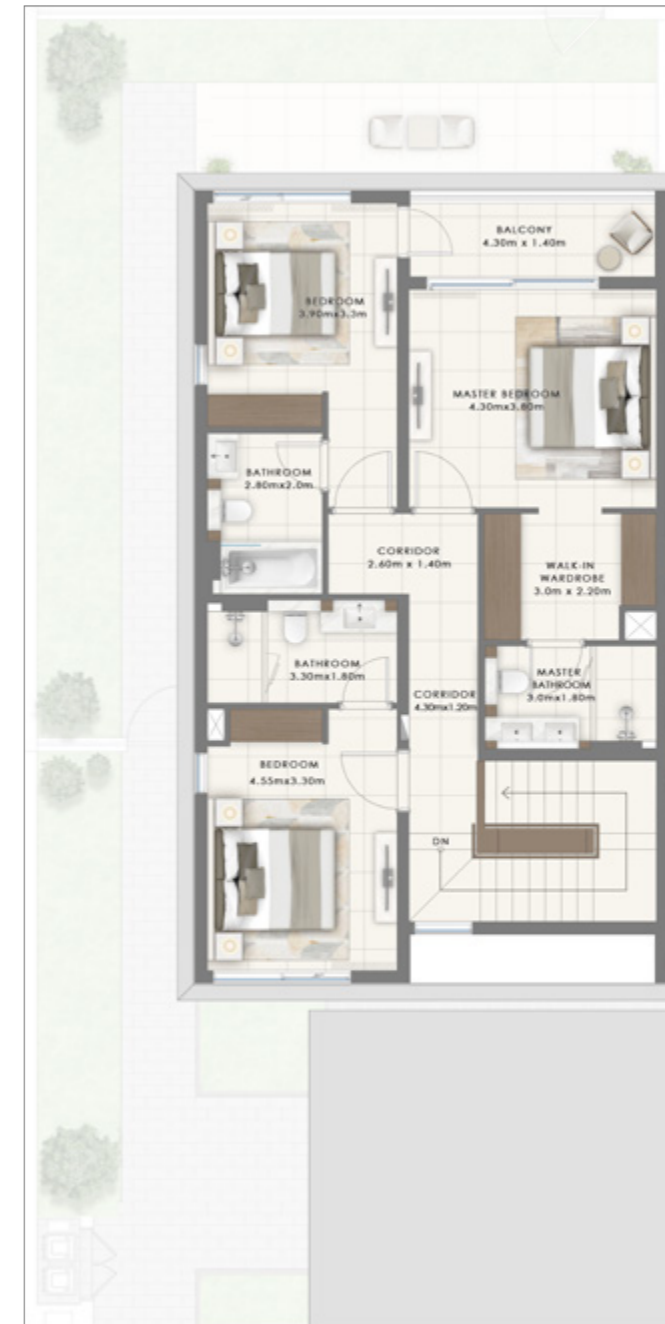 BALCONY
4.30m x 1.40m
BEDROOM
3.90mx3.3m
MASTER BEDROOM
4.30mx3.80m
BATHROOM
2.80mx2.0m
CORRIDOR
2.60m x 1.40m
WALK-IN
WARDROBE
3.0m x 2.20m
BATHROOM
3.30mx1.80m
MASTER
BATHROOM
3.0mx1.80m
CORRIDOR
4.30mx1.20m
BEDROOM
4.55mx3.30m
DN